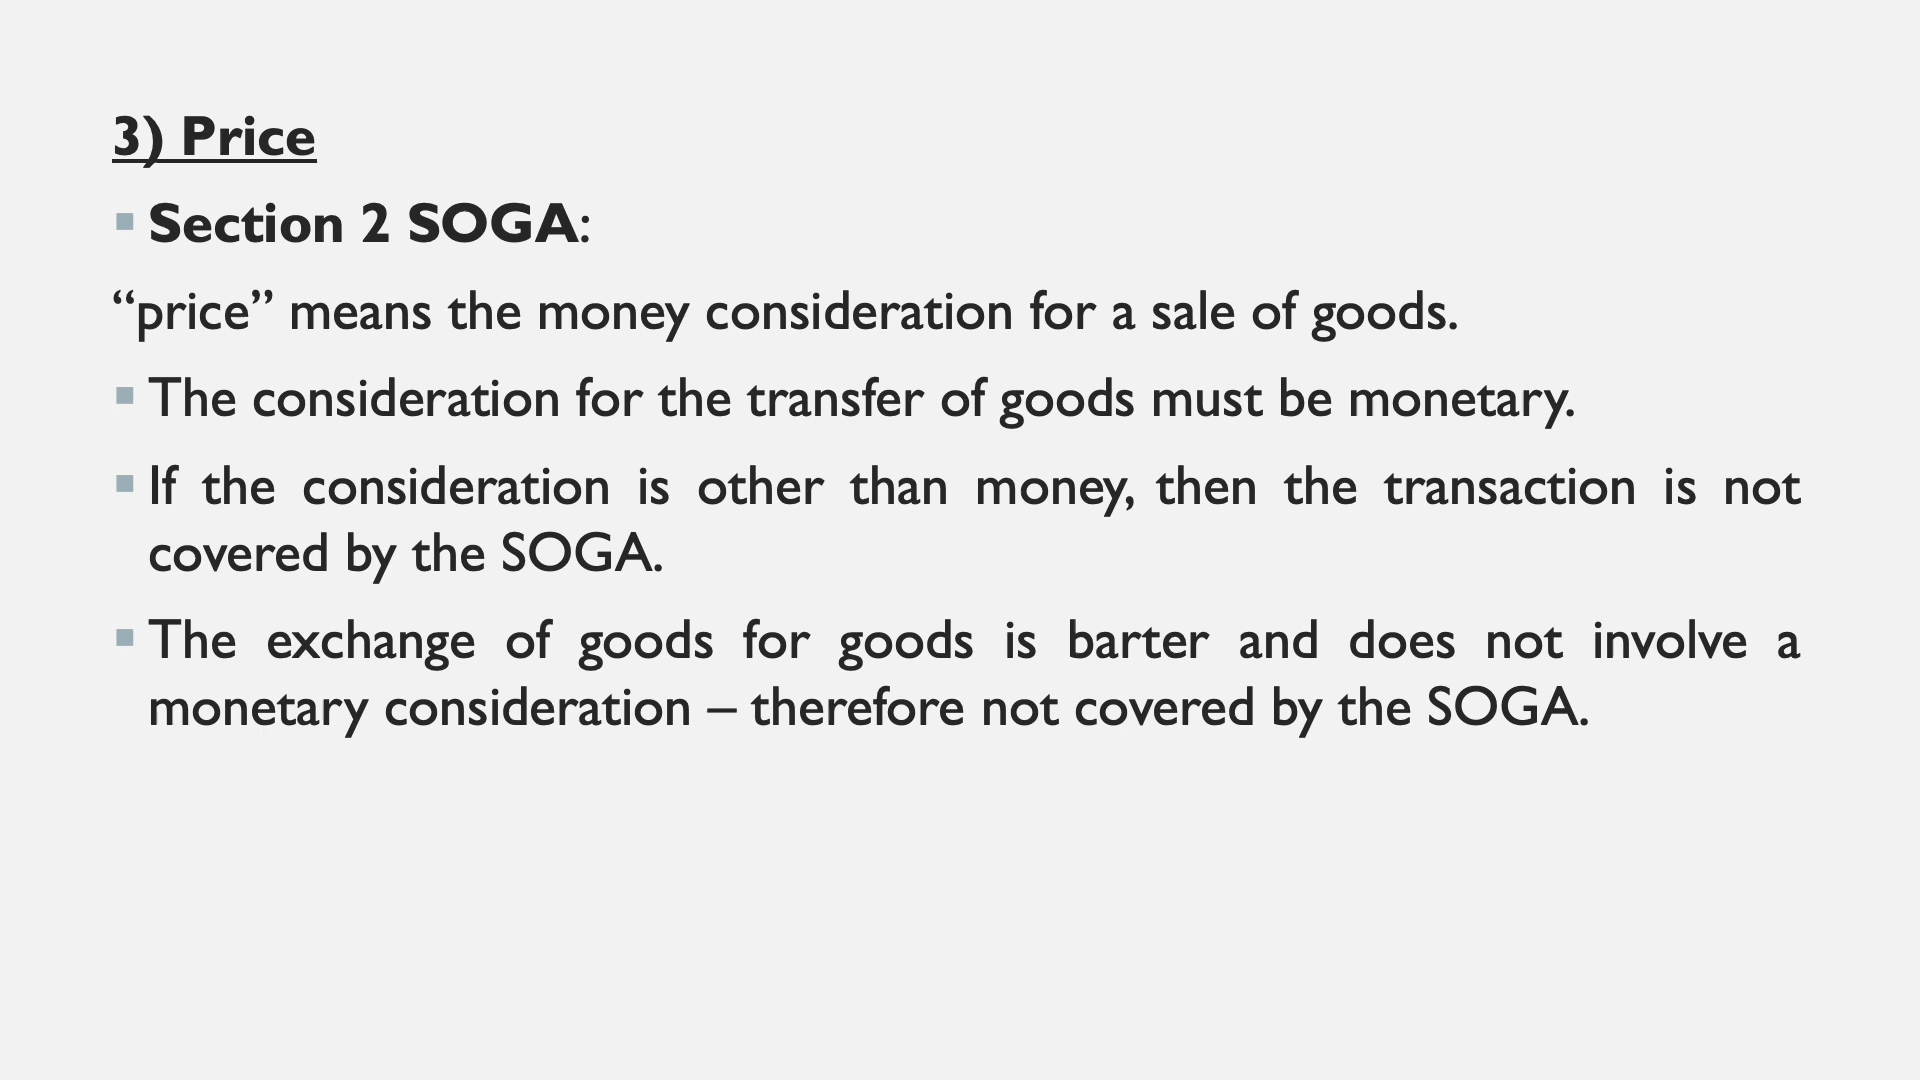 3) Price
▪ Section 2 SOGA:
“price” means the money consideration for a sale of goods.
▪ The consideration for the transfer of goods must be monetary.
▪ If the consideration is other than money, then the transaction is not
covered by the SOGA.
▪ The exchange of goods for goods is barter and does not involve a
monetary consideration – therefore not covered by the SOGA.